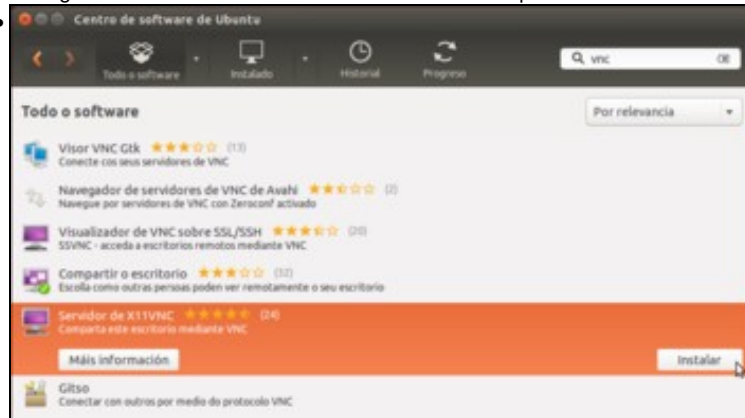 Centro de software de Ubuntu
Todo o software
Instalado
Historial
Progreso
vnc
Todo o software
Por relevancia
Visor VNC Gtk (13)
Conecte cos seus servidores de VNC
Navegador de servidores de VNC de Avahi (2)
Navegue por servidores de VNC con Zeroconf activado
Visualizador de VNC sobre SSL/SSH (20)
SSVNC - acceda a escritorios remotos mediante VNC
Compartir o escritorio (32)
Escolla como outras persoas poden ver remotamente o seu escritorio
Servidor de X11VNC (24)
Comparta este escritorio mediante VNC
Máis información
Instalar
Gitso
Conectar con outros por medio do protocolo VNC